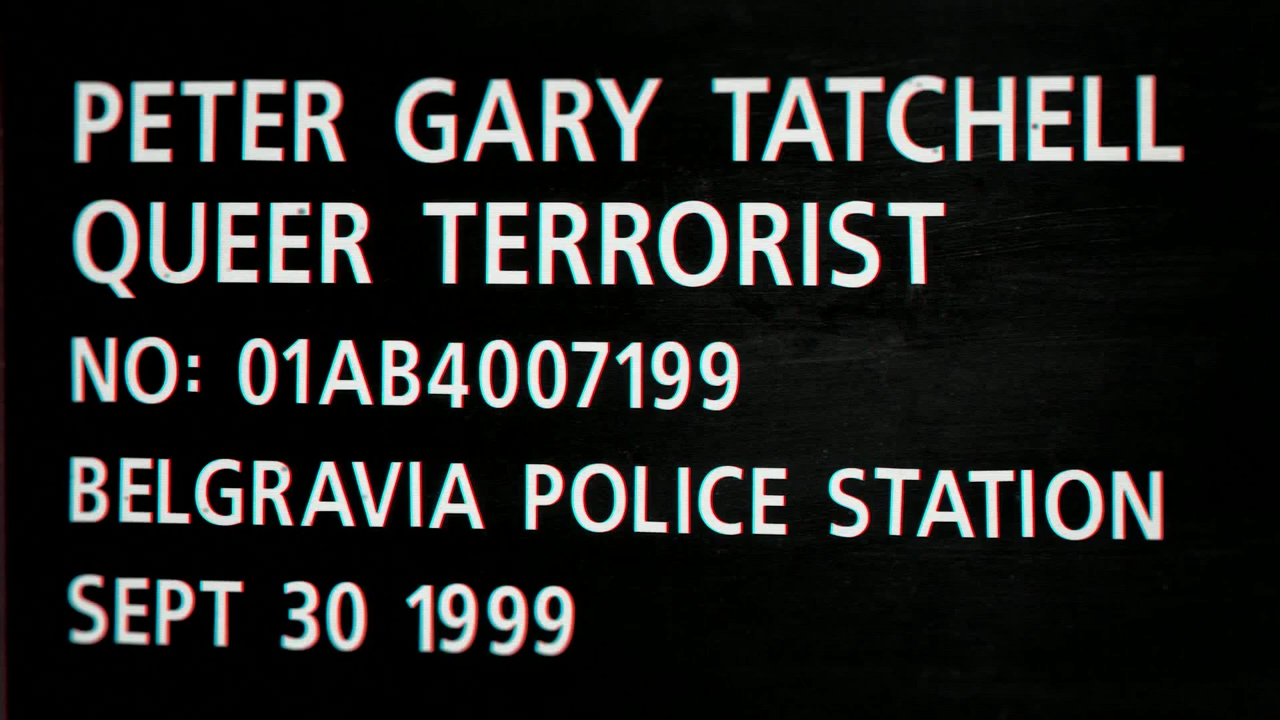 PETER GARY TATCHELL
QUEER TERRORIST
NO: 01AB4007199
BELGRAVIA POLICE STATION
SEPT 30 1999